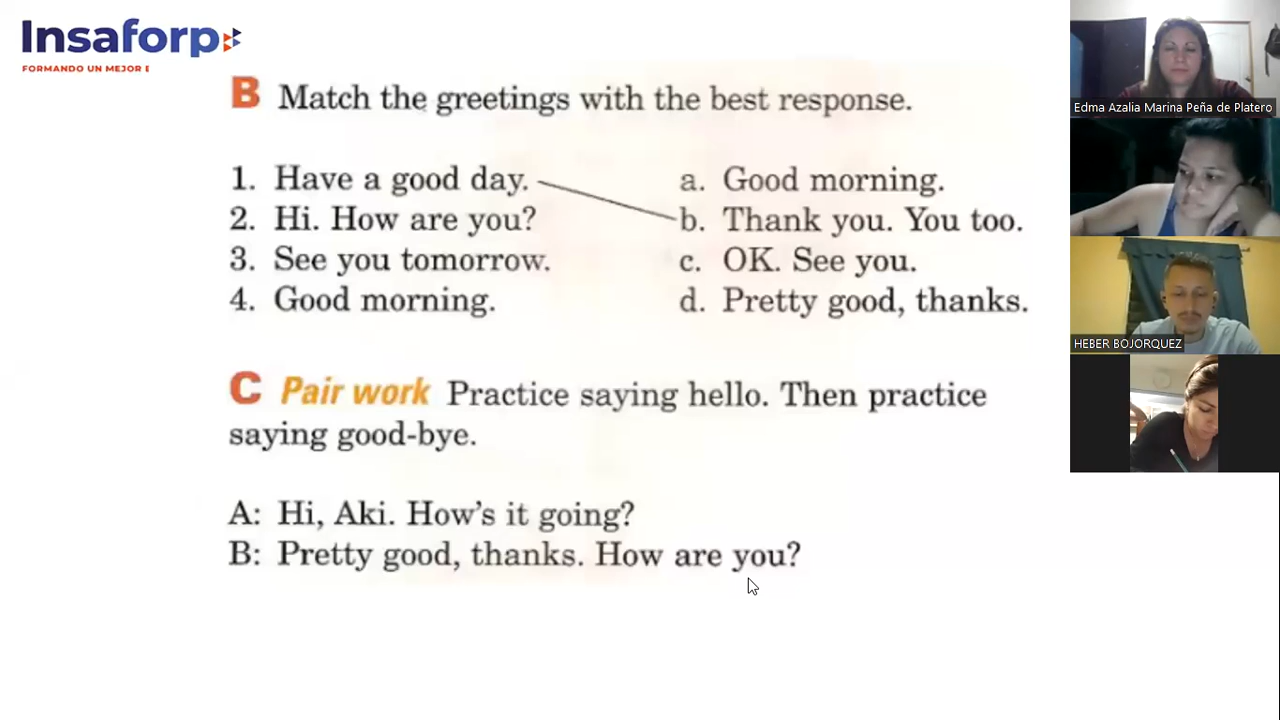 Insaforp
FORMANDO UN MEJOR E
B Match the greetings with the best response.
1. Have a good day.
2. Hi. How are you?
3. See you tomorrow.
4. Good morning.
a. Good morning.
b. Thank you. You too.
c. OK. See you.
d. Pretty good, thanks.
C Pair work Practice saying hello. Then practice
saying good-bye.
A: Hi, Aki. How's it going?
B: Pretty good, thanks. How are you?
Edma Azalia Marina Peña de Platero
HEBER BOJORQUEZ